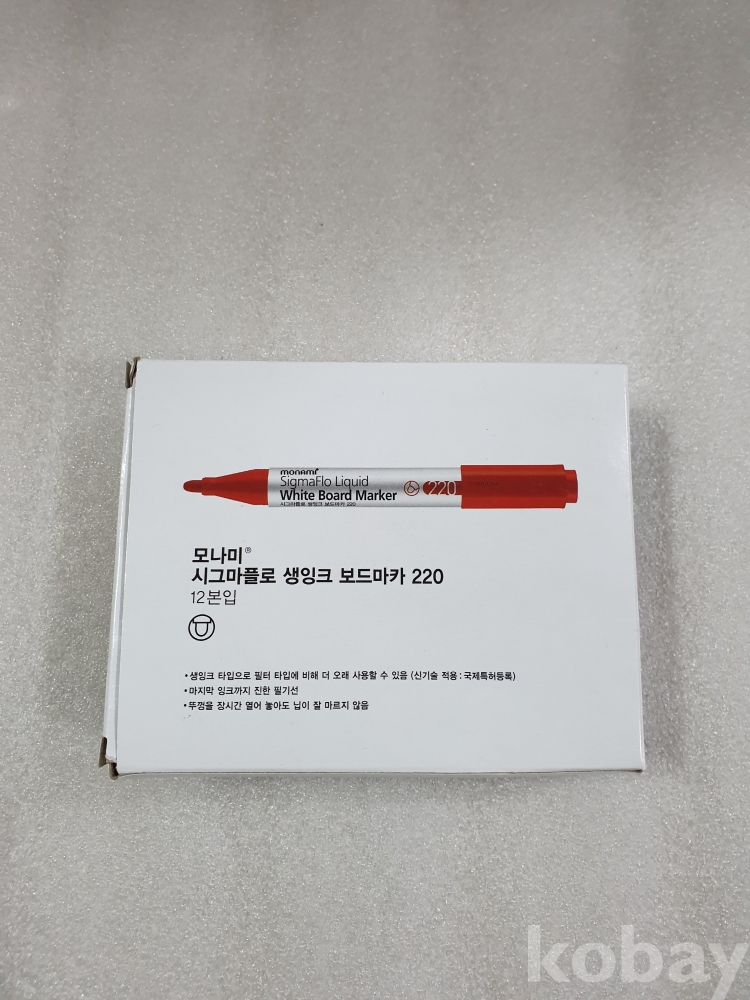 monami
SigmaFlo Liquid
White Board Marker
220
시그마플로 생잉크 보드마카 220
모나미®
시그마플로 생잉크 보드마카 220
12본입
•생잉크 타입으로 필터 타입에 비해 더 오래 사용할 수 있음 (신기술 적용 : 국제특허등록)
•마지막 잉크까지 진한 필기선
•뚜껑을 장시간 열어 놓아도 닙이 잘 마르지 않음
kobay